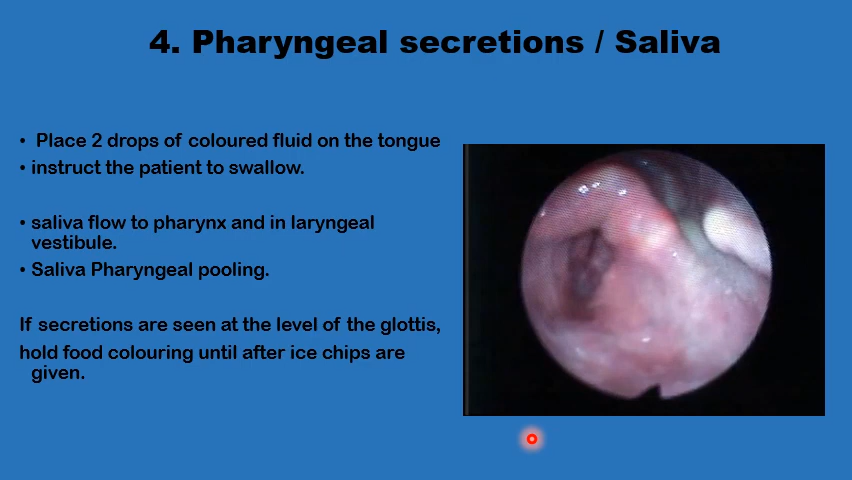 4. Pharyngeal secretions / Saliva
• Place 2 drops of coloured fluid on the tongue
• instruct the patient to swallow.
• saliva flow to pharynx and in laryngeal
vestibule.
• Saliva Pharyngeal pooling.
If secretions are seen at the level of the glottis,
hold food colouring until after ice chips are
given.